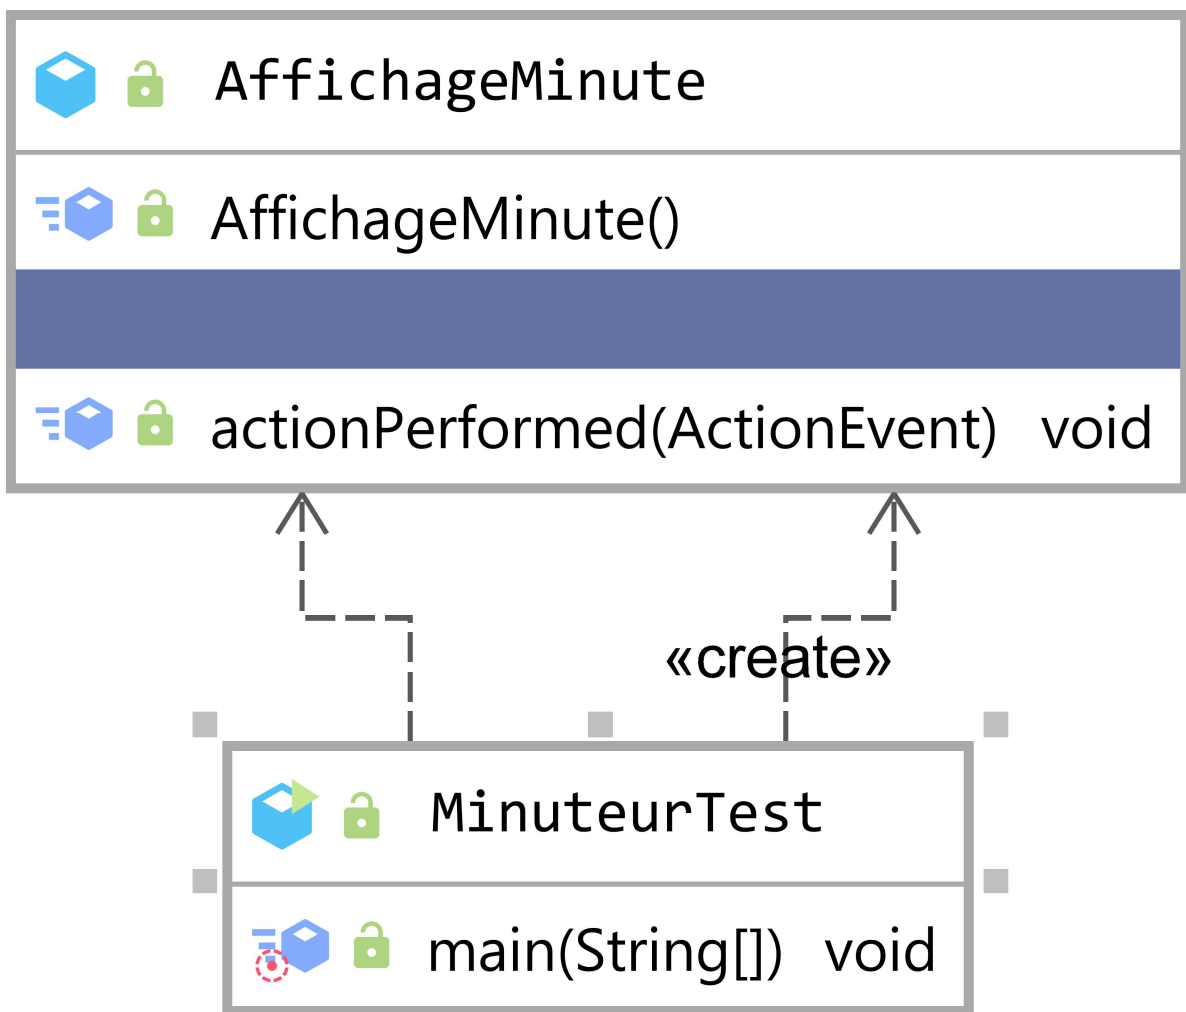 AffichageMinute
AffichageMinute()
actionPerformed(ActionEvent) void
«create»
MinuteurTest
main(String[]) void